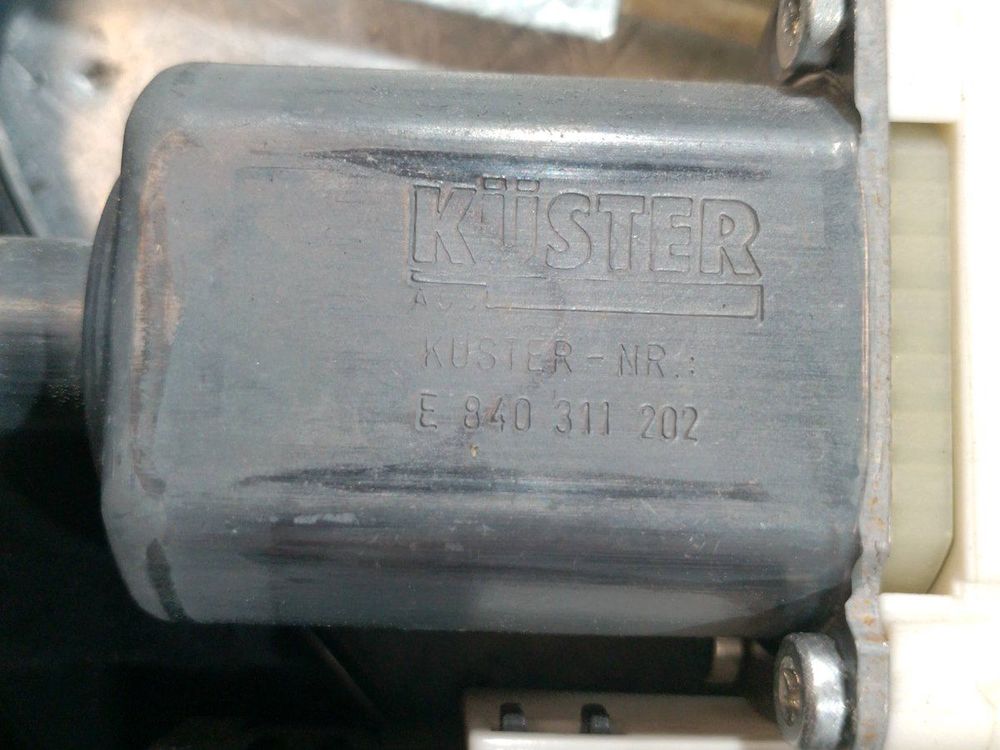 KÜSTER
KÜSTER-NR.:
E 840 311 202